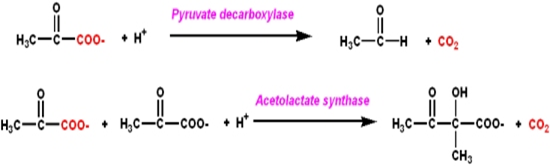 O Pyruvate decarboxylase O
H₃C—C—COO- + H⁺ H₃C—C—H + CO₂
O O Acetolactate synthase O OH
H₃C—C—COO- + H₃C—C—COO- + H⁺ H₃C—C—C—COO- + CO₂
CH₃